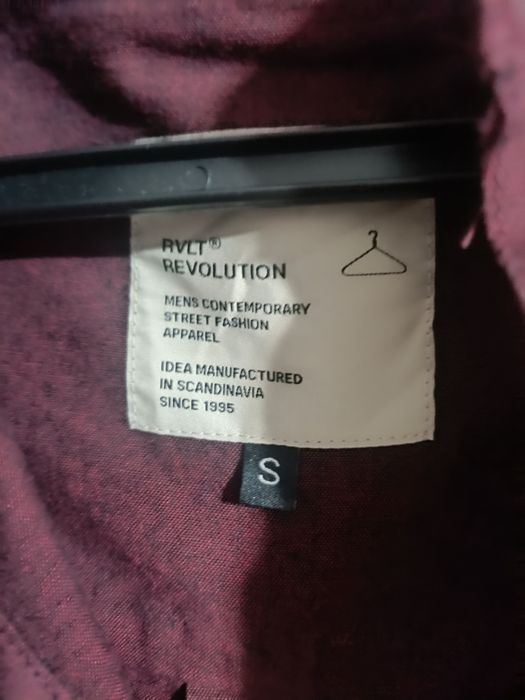 RVLT®
REVOLUTION
MENS CONTEMPORARY
STREET FASHION
APPAREL
IDEA MANUFACTURED
IN SCANDINAVIA
SINCE 1995
S